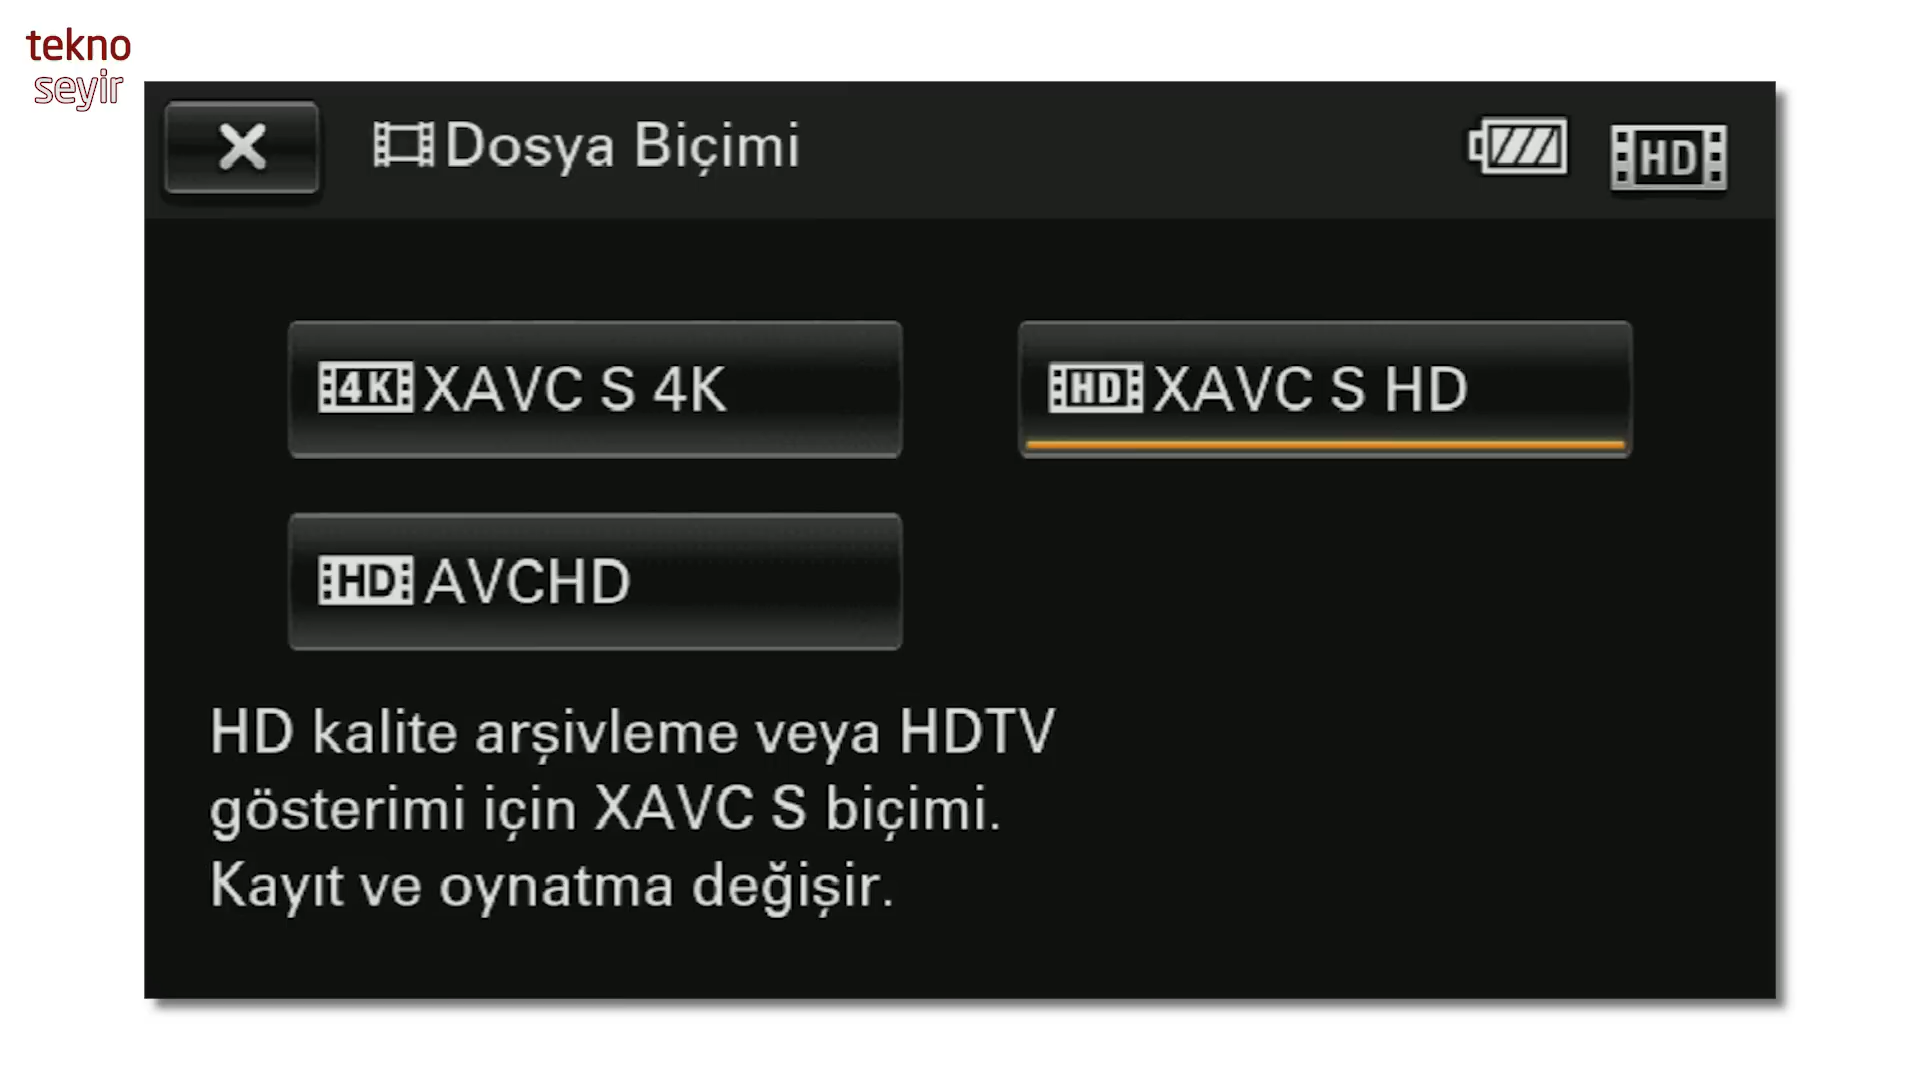 tekno
seyir
Dosya Biçimi
HD
4K XAVC S 4K
HD XAVC S HD
HD AVCHD
HD kalite arşivleme veya HDTV
gösterimi için XAVC S biçimi.
Kayıt ve oynatma değişir.